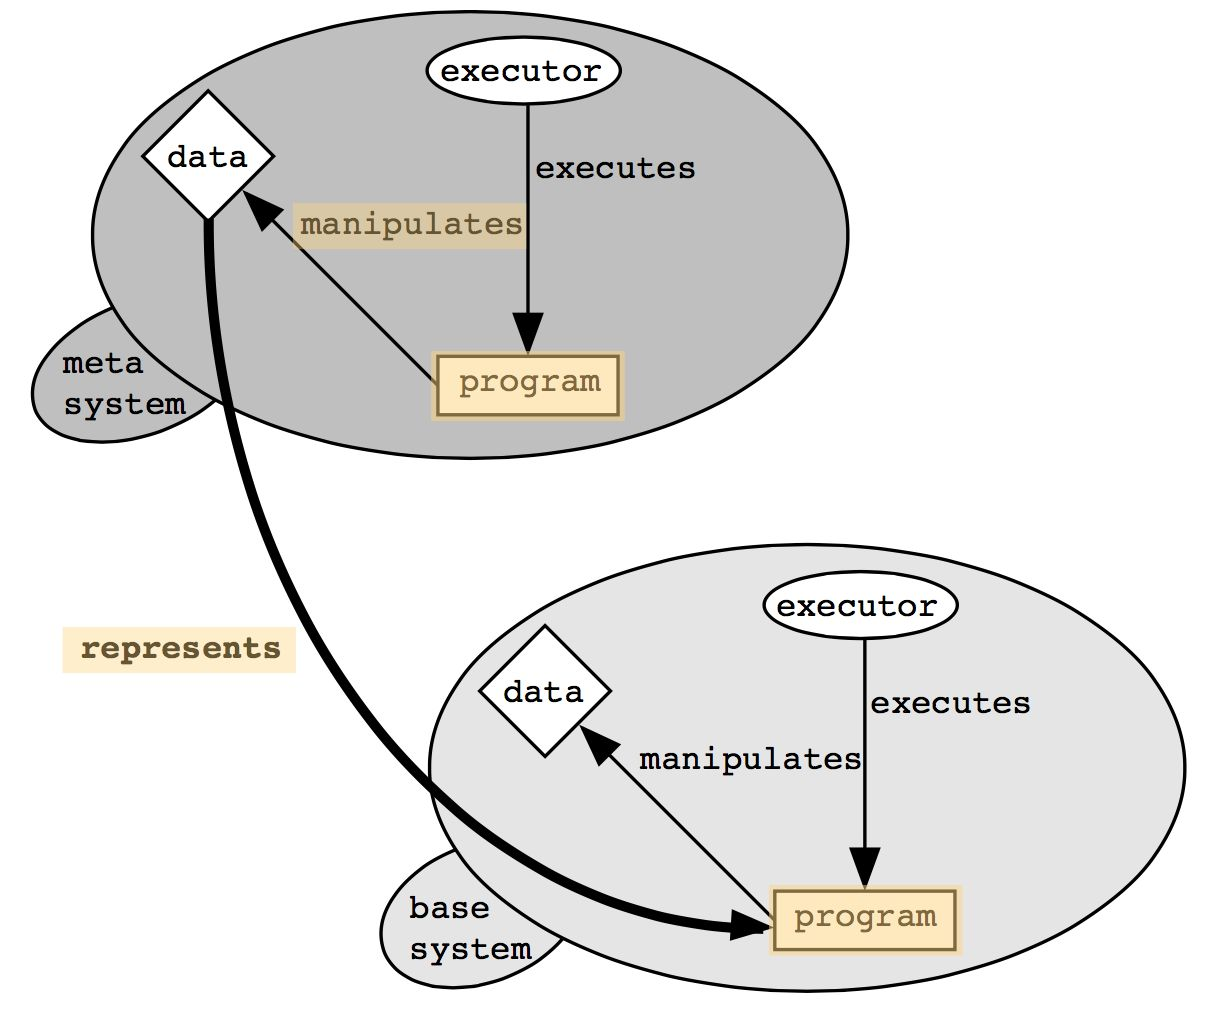 executor
data
executes
manipulates
meta
system
program
represents
executor
data
executes
manipulates
base
system
program